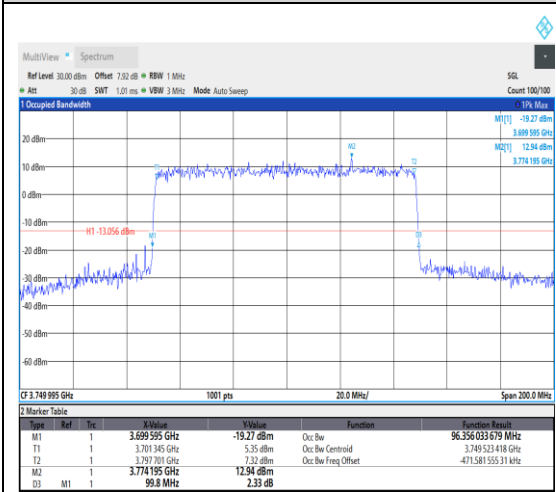 MultiView Spectrum
Ref Level 30.00 dBm Offset 7.92 dB RBW 1 MHz SGL
Att 30 dB SWT 1.01 ms VBW 3 MHz Mode Auto Sweep Count 100/100
1 Occupied Bandwidth 1Pk Max
M1[1] -19.27 dBm
3.699 595 GHz
M2[1] 12.94 dBm
3.774 195 GHz
M2
20 dBm
T1 T2
10 dBm
0 dBm
-10 dBm
H1 -13.056 dBm
M1 D3
-20 dBm
-30 dBm
-40 dBm
-50 dBm
-60 dBm
CF 3.749 995 GHz 1001 pts 20.0 MHz/ Span 200.0 MHz
2 Marker Table
Type Ref Trc X-Value Y-Value Function Function Result
M1 1 3.699 595 GHz -19.27 dBm Occ Bw 96.356 033 679 MHz
T1 1 3.701 345 GHz 5.35 dBm Occ Bw Centroid 3.749 523 418 GHz
T2 1 3.797 701 GHz 7.32 dBm Occ Bw Freq Offset -471.581 555 31 kHz
M2 1 3.774 195 GHz 12.94 dBm
D3 M1 1 99.8 MHz 2.33 dB